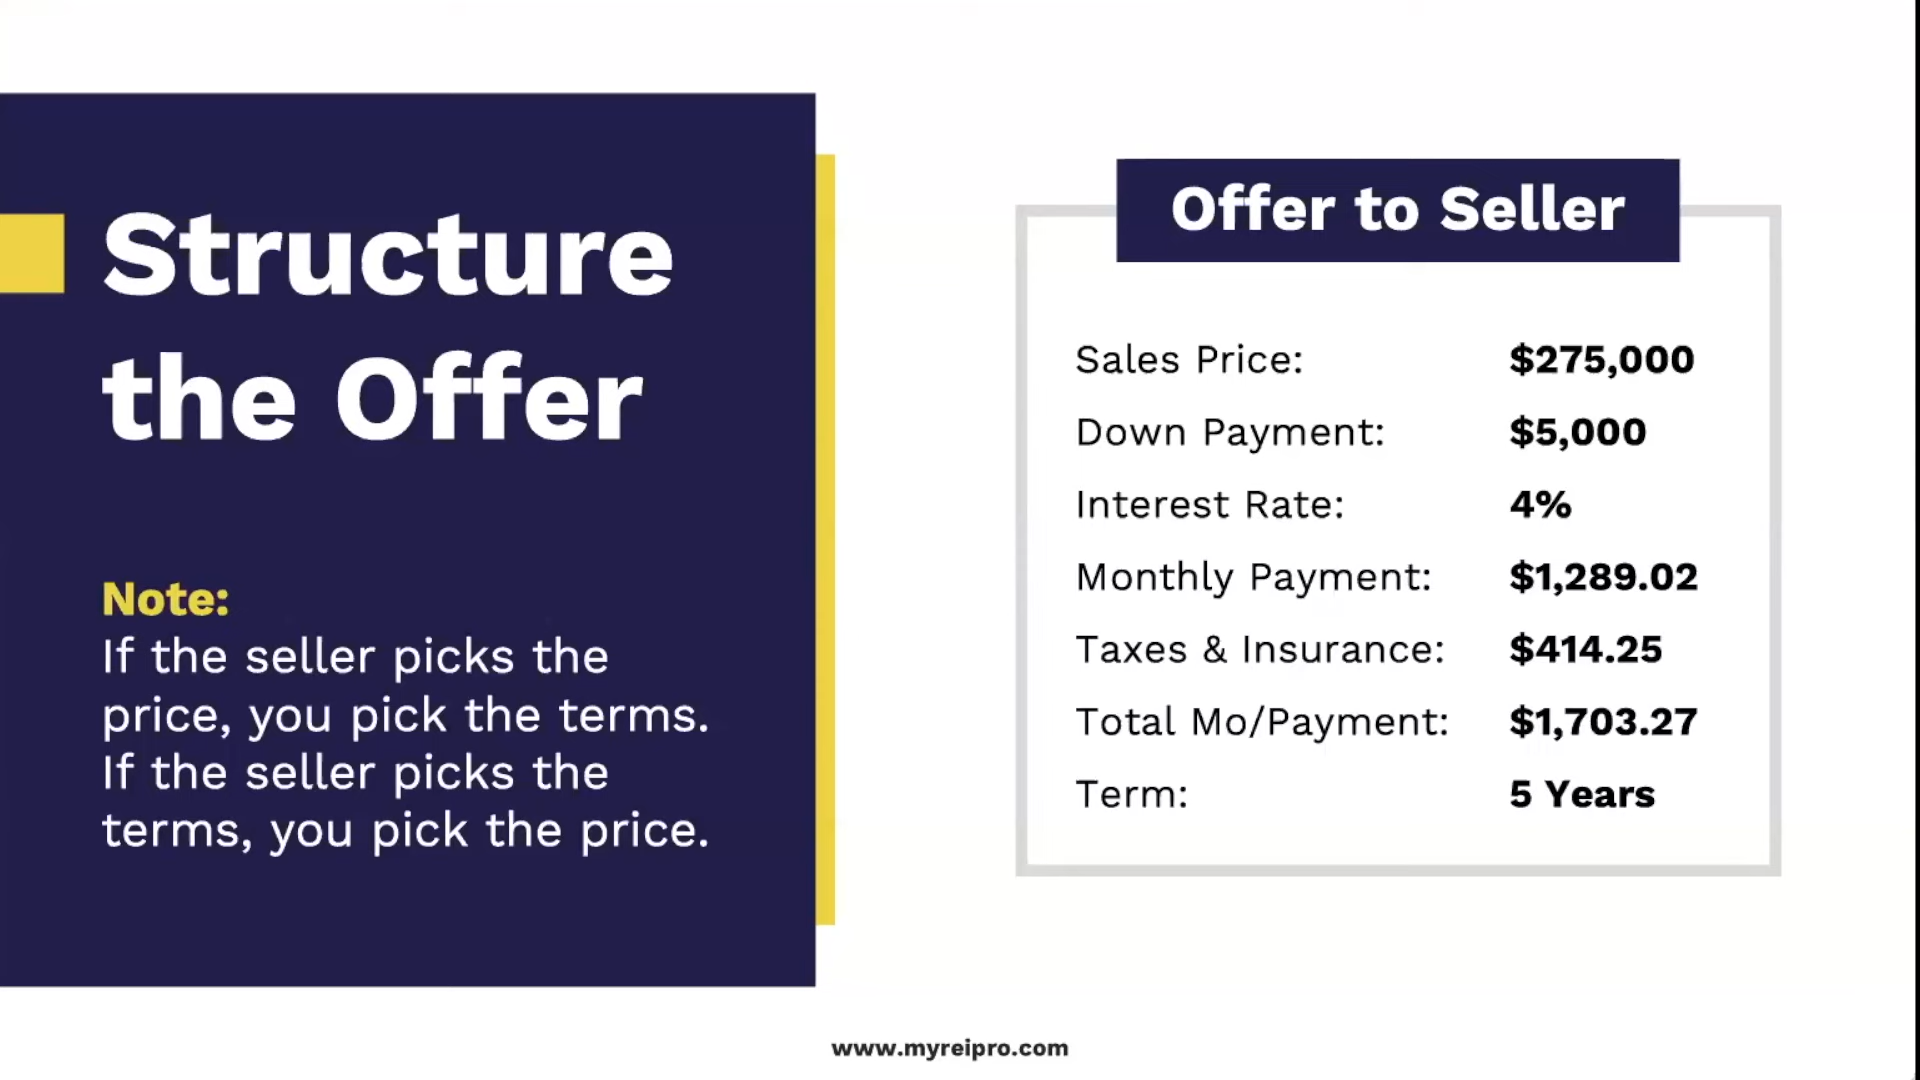 Structure
the Offer
Note:
If the seller picks the
price, you pick the terms.
If the seller picks the
terms, you pick the price.
Offer to Seller
Sales Price: $275,000
Down Payment: $5,000
Interest Rate: 4%
Monthly Payment: $1,289.02
Taxes & Insurance: $414.25
Total Mo/Payment: $1,703.27
Term: 5 Years
www.myreipro.com